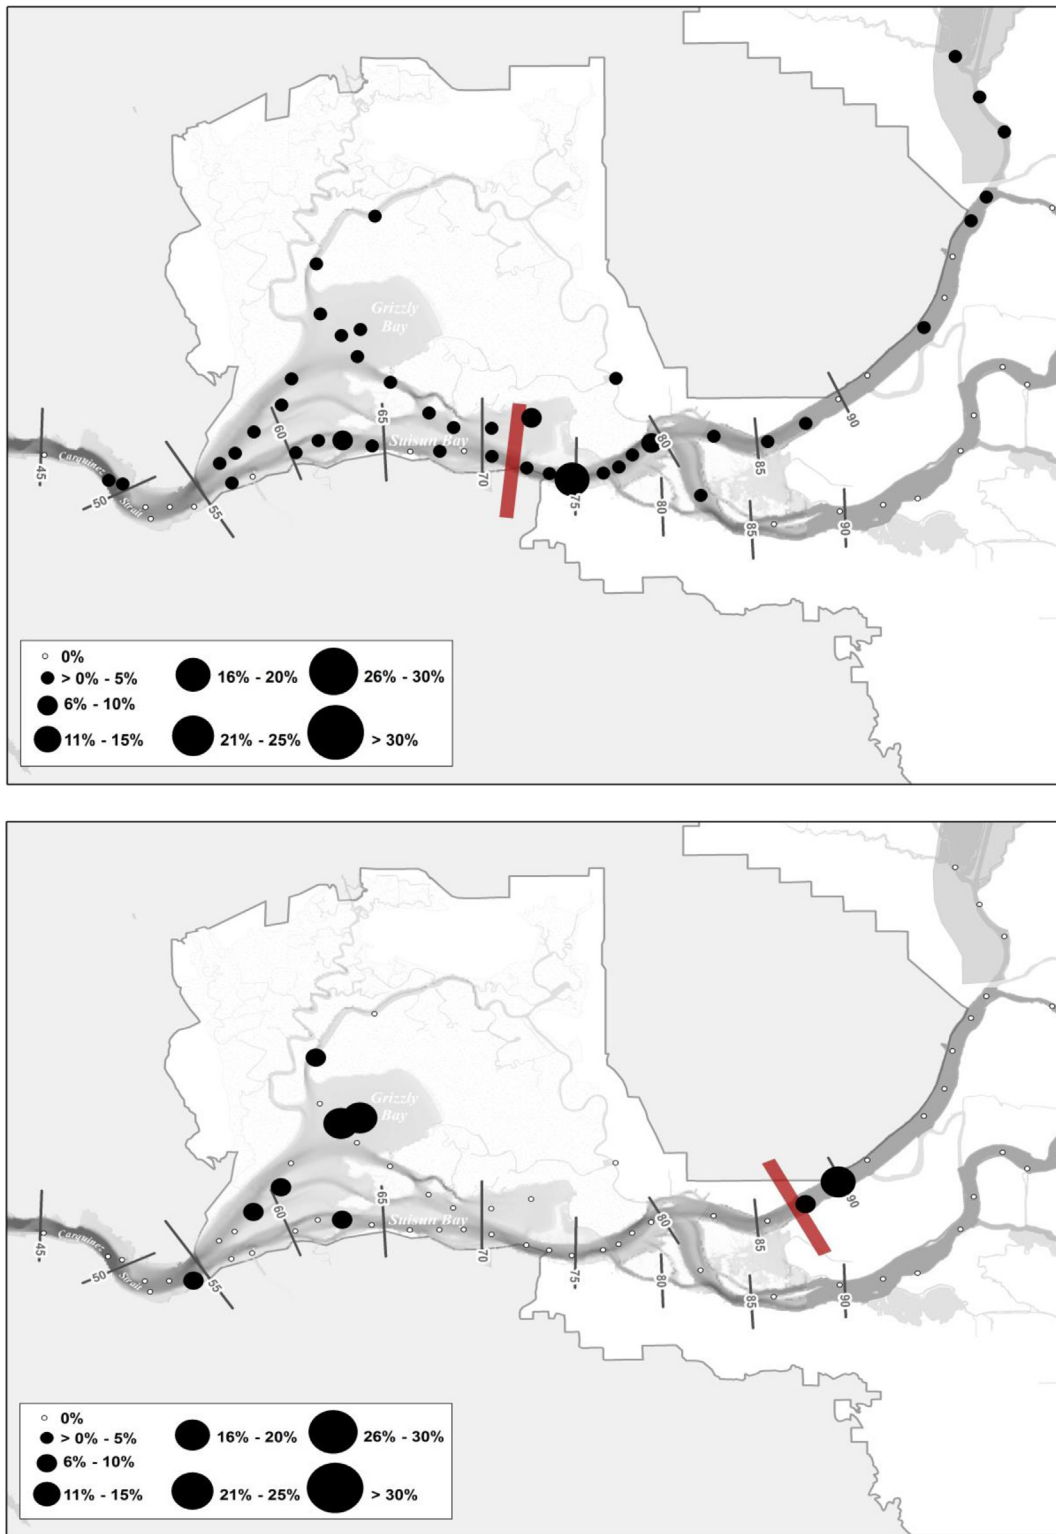 Grizzly
Bay
90
-65
60
Suisun Bay
80
85
-45
Carquinez
-50
Strait
55
70
75-
80
85
90
0%
> 0% - 5%
6% - 10%
11% - 15%
16% - 20%
21% - 25%
26% - 30%
> 30%
Grizzly
Bay
90
-65
60
Suisun Bay
80
85
-45
Carquinez
-50
Strait
55
70
75-
80
85
90
0%
> 0% - 5%
6% - 10%
11% - 15%
16% - 20%
21% - 25%
26% - 30%
> 30%